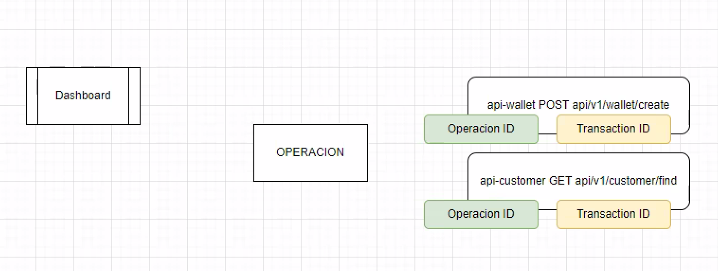 Dashboard
OPERACION
api-wallet POST api/v1/wallet/create
Operacion ID
Transaction ID
api-customer GET api/v1/customer/find
Operacion ID
Transaction ID